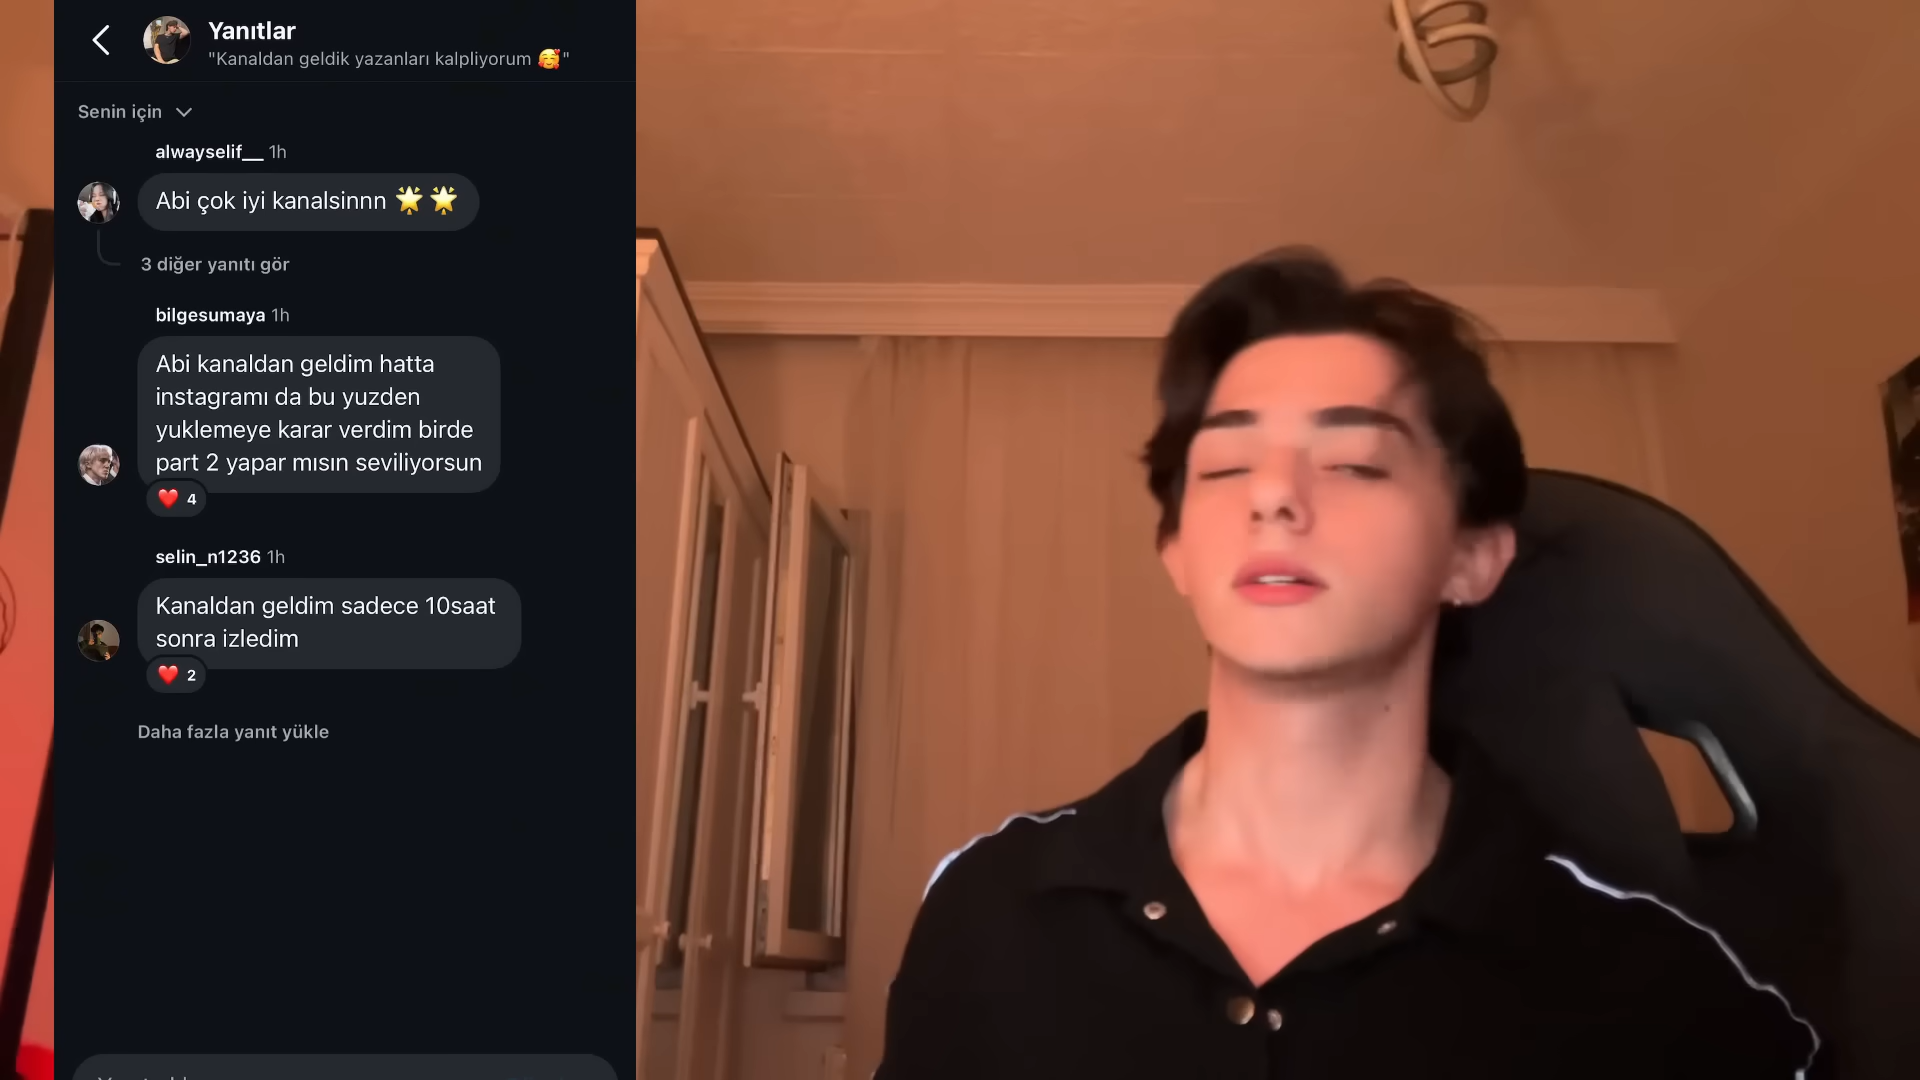 Yanıtlar
"Kanaldan geldik yazanları kalpliyorum 🥰"
Senin için
alwayselif__ 1h
Abi çok iyi kanalsinnn 🌟 🌟
3 diğer yanıtı gör
bilgesumaya 1h
Abi kanaldan geldim hatta
instagramı da bu yuzden
yuklemeye karar verdim birde
part 2 yapar mısın seviliyorsun
❤️ 4
selin_n1236 1h
Kanaldan geldim sadece 10saat
sonra izledim
❤️ 2
Daha fazla yanıt yükle